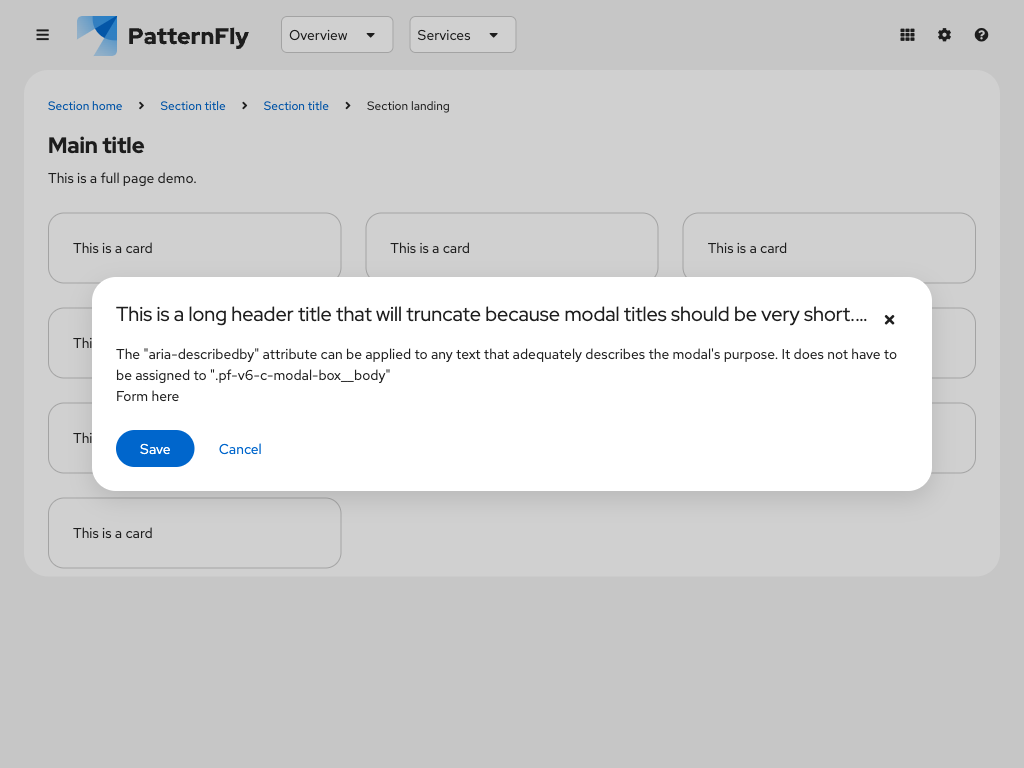 PatternFly
Overview
Services
Section home
Section title
Section title
Section landing
Main title
This is a full page demo.
This is a card
This is a card
This is a card
Thi
This is a long header title that will truncate because modal titles should be very short....
The "aria-describedby" attribute can be applied to any text that adequately describes the modal's purpose. It does not have to
be assigned to ".pf-v6-c-modal-box__body"
Form here
Thi
Save
Cancel
This is a card